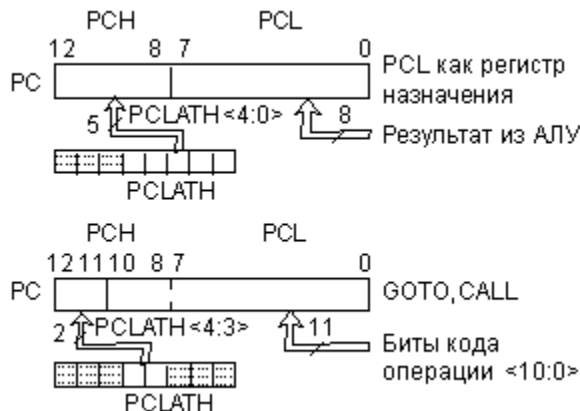 PCH PCL
12 8 7 0
PC
PCL как регистр
назначения
5 PCLATH<4:0> 8
Результат из АЛУ
PCLATH
PCH PCL
12 11 10 8 7 0
PC GOTO,CALL
2 PCLATH<4:3> 11
Биты кода
операции <10:0>
PCLATH